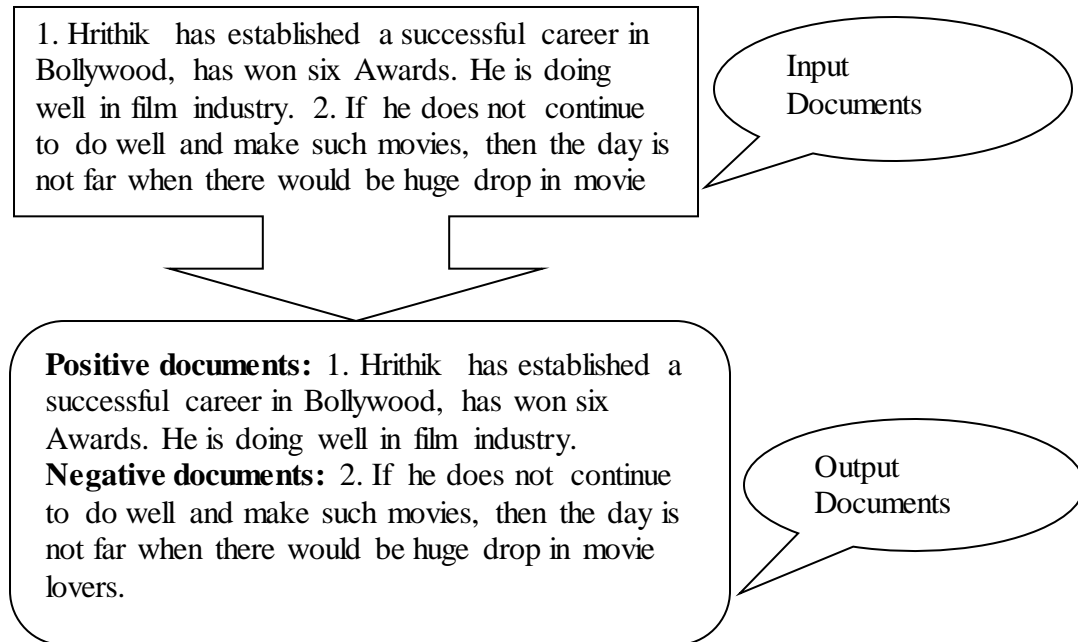 1. Hrithik has established a successful career in
Bollywood, has won six Awards. He is doing
well in film industry. 2. If he does not continue
to do well and make such movies, then the day is
not far when there would be huge drop in movie
Input
Documents
Positive documents: 1. Hrithik has established a
successful career in Bollywood, has won six
Awards. He is doing well in film industry.
Negative documents: 2. If he does not continue
to do well and make such movies, then the day is
not far when there would be huge drop in movie
lovers.
Output
Documents